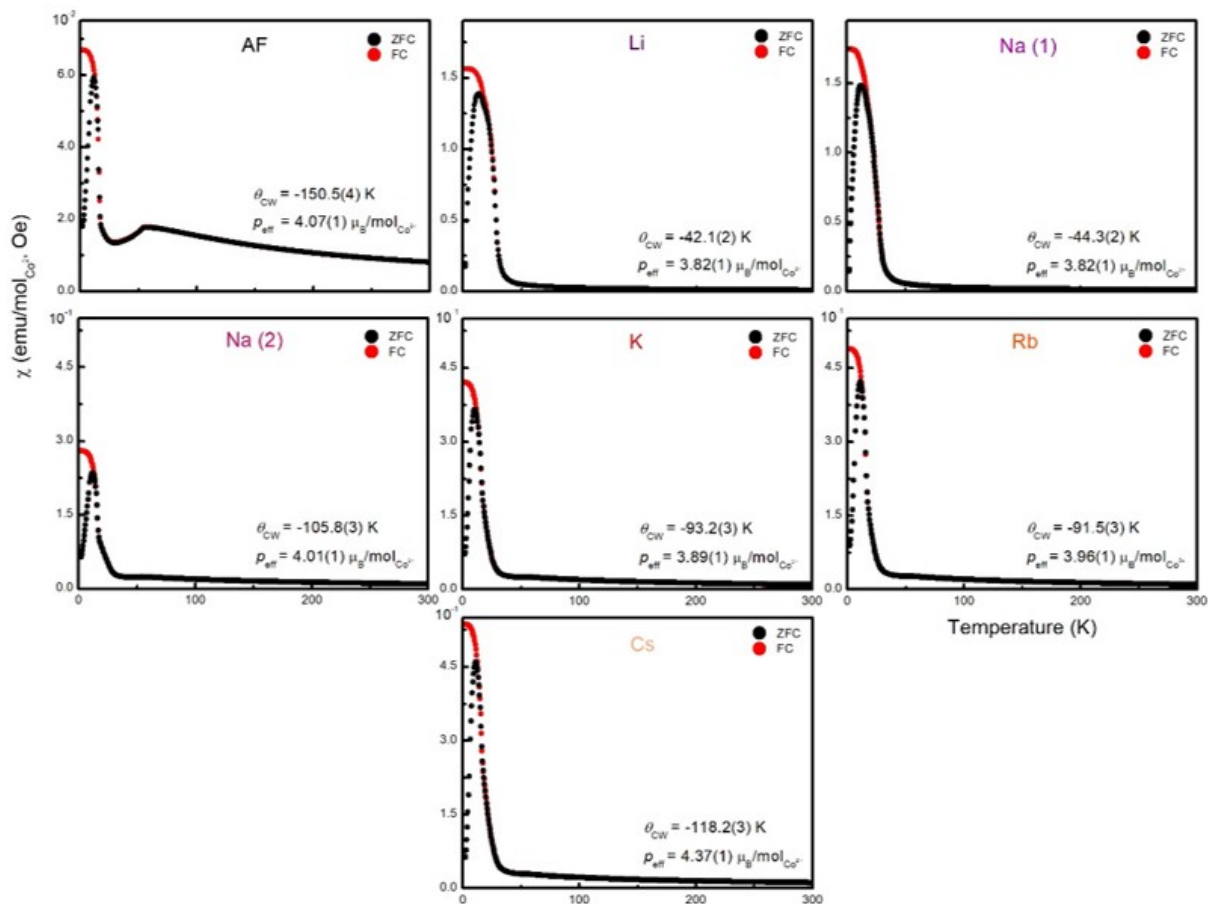 10⁻²
AF
ZFC
FC
6.0
4.0
2.0
0.0
θCW = -150.5(4) K
peff = 4.07(1) μB/molCo²⁺
Li
ZFC
FC
1.5
1.0
0.5
0.0
θCW = -42.1(2) K
peff = 3.82(1) μB/molCo²⁺
Na (1)
ZFC
FC
1.5
1.0
0.5
0.0
θCW = -44.3(2) K
peff = 3.82(1) μB/molCo²⁺
χ (emu/molCo²⁺, Oe)
10⁻¹
Na (2)
ZFC
FC
4.5
3.0
1.5
0.0
θCW = -105.8(3) K
peff = 4.01(1) μB/molCo²⁺
0 100 200 300
10⁻¹
K
ZFC
FC
4.5
3.0
1.5
0.0
θCW = -93.2(3) K
peff = 3.89(1) μB/molCo²⁺
0 100 200 300
10⁻¹
Rb
ZFC
FC
4.5
3.0
1.5
0.0
θCW = -91.5(3) K
peff = 3.96(1) μB/molCo²⁺
0 100 200 300
Temperature (K)
10⁻¹
Cs
ZFC
FC
4.5
3.0
1.5
0.0
θCW = -118.2(3) K
peff = 4.37(1) μB/molCo²⁺
0 100 200 300